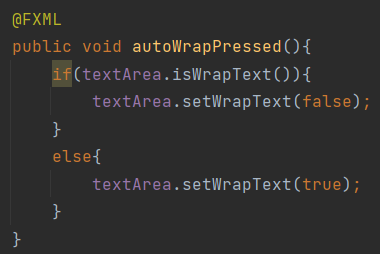 @FXML
public void autoWrapPressed(){
    if(textArea.isWrapText()){
        textArea.setWrapText(false);
    }
    else{
        textArea.setWrapText(true);
    }
}